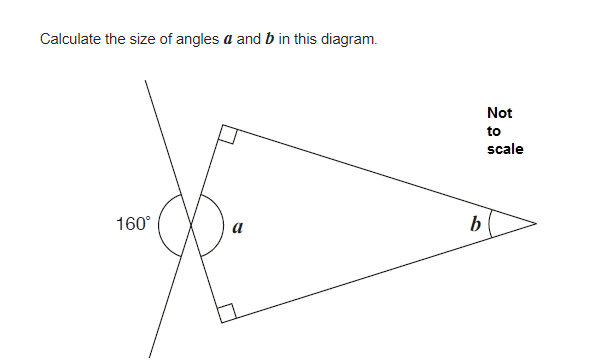 Calculate the size of angles a and b in this diagram.
Not
to
scale
160°
a
b